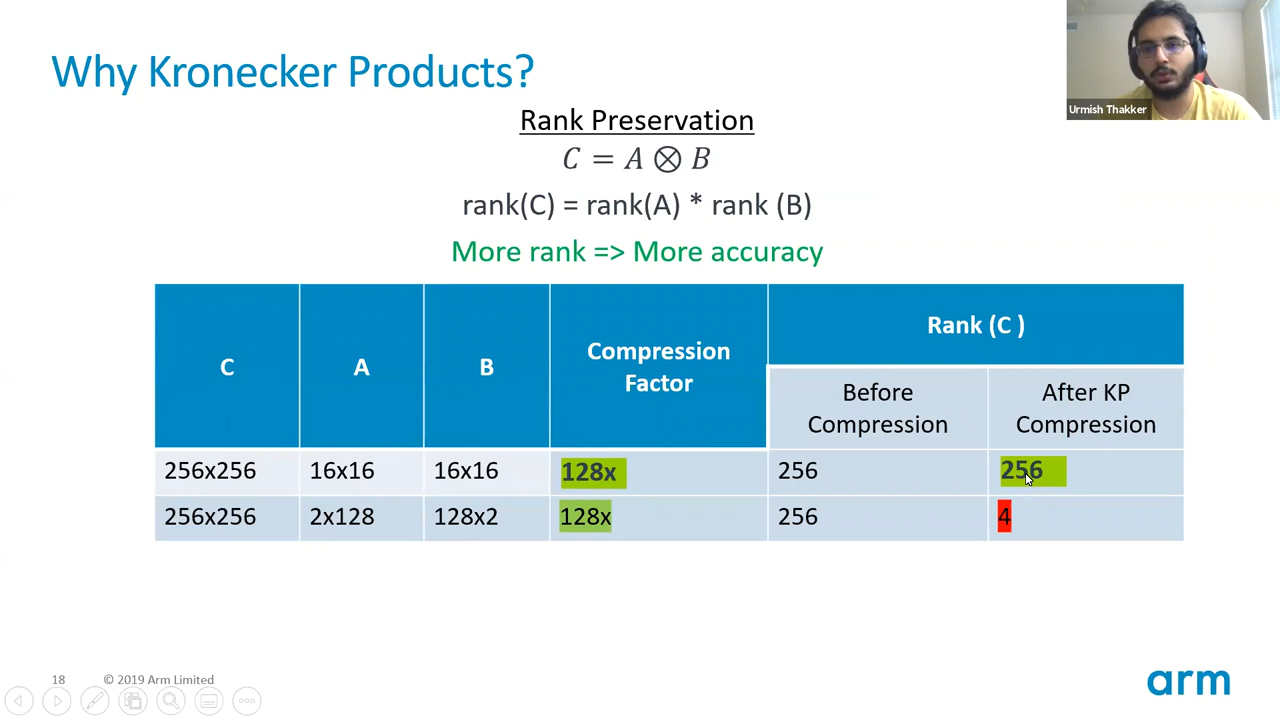 Why Kronecker Products?
Urmish Thakker
Rank Preservation
C = A ⊗ B
rank(C) = rank(A) * rank (B)
More rank => More accuracy
C A B Compression Factor Rank (C )
Before Compression After KP Compression
256x256 16x16 16x16 128x 256 256
256x256 2x128 128x2 128x 256 4
18 © 2019 Arm Limited
arm